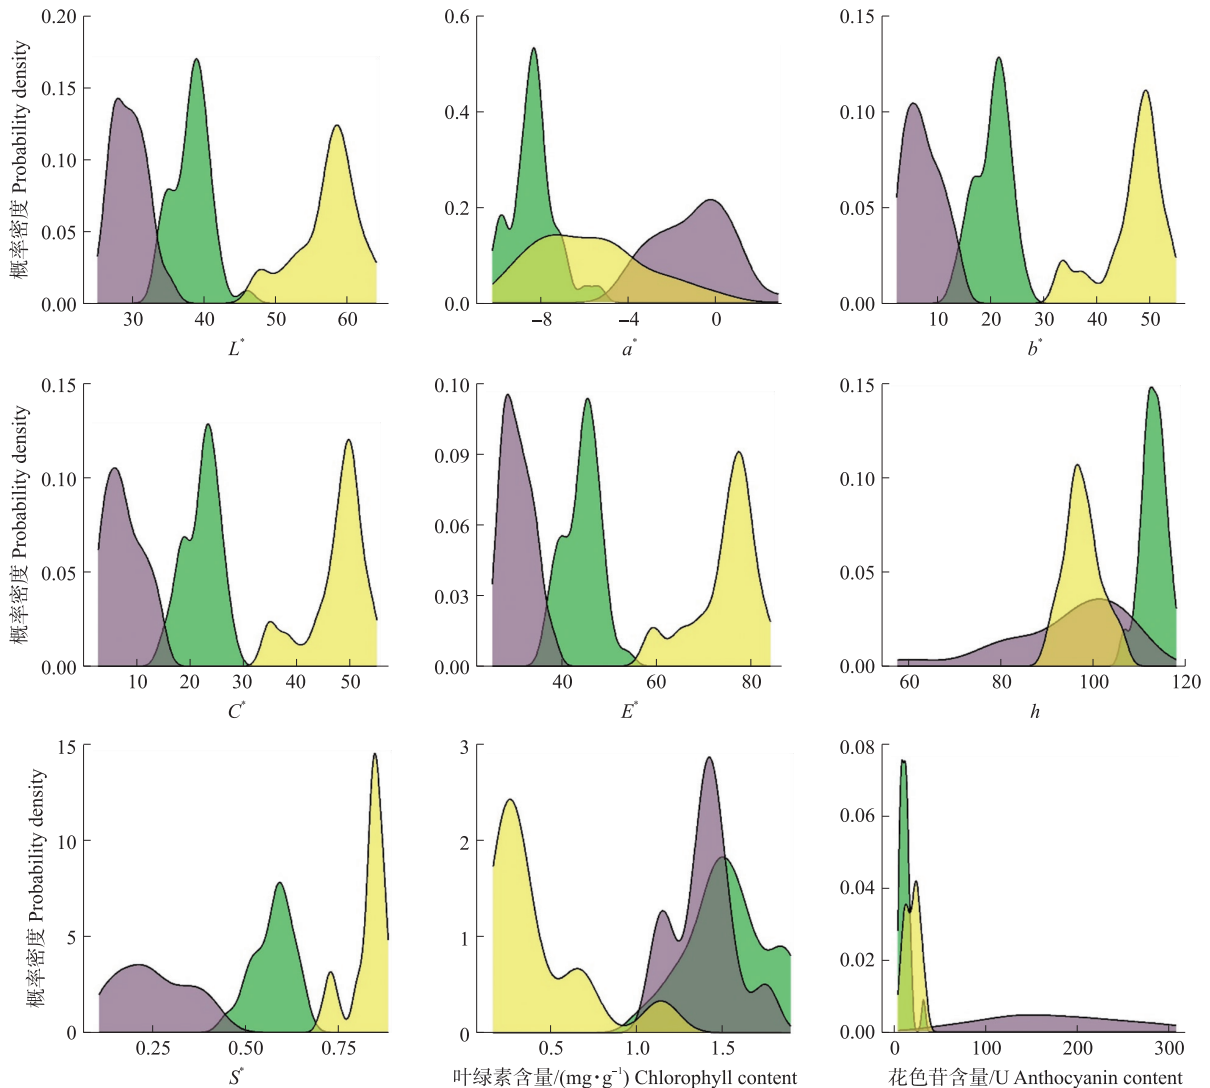 0.20
0.15
0.10
0.05
0.00
概率密度 Probability density
30 40 50 60
L*
0.6
0.4
0.2
0.0
−8 −4 0
a*
0.15
0.10
0.05
0.00
10 20 30 40 50
b*
0.15
0.10
0.05
0.00
概率密度 Probability density
10 20 30 40 50
C*
0.10
0.09
0.06
0.03
0.00
40 60 80
E*
0.15
0.10
0.05
0.00
60 80 100 120
h
15
10
5
0
概率密度 Probability density
0.25 0.50 0.75
S*
3
2
1
0
0.5 1.0 1.5
叶绿素含量/(mg·g⁻¹) Chlorophyll content
0.08
0.06
0.04
0.02
0.00
0 100 200 300
花色苷含量/U Anthocyanin content